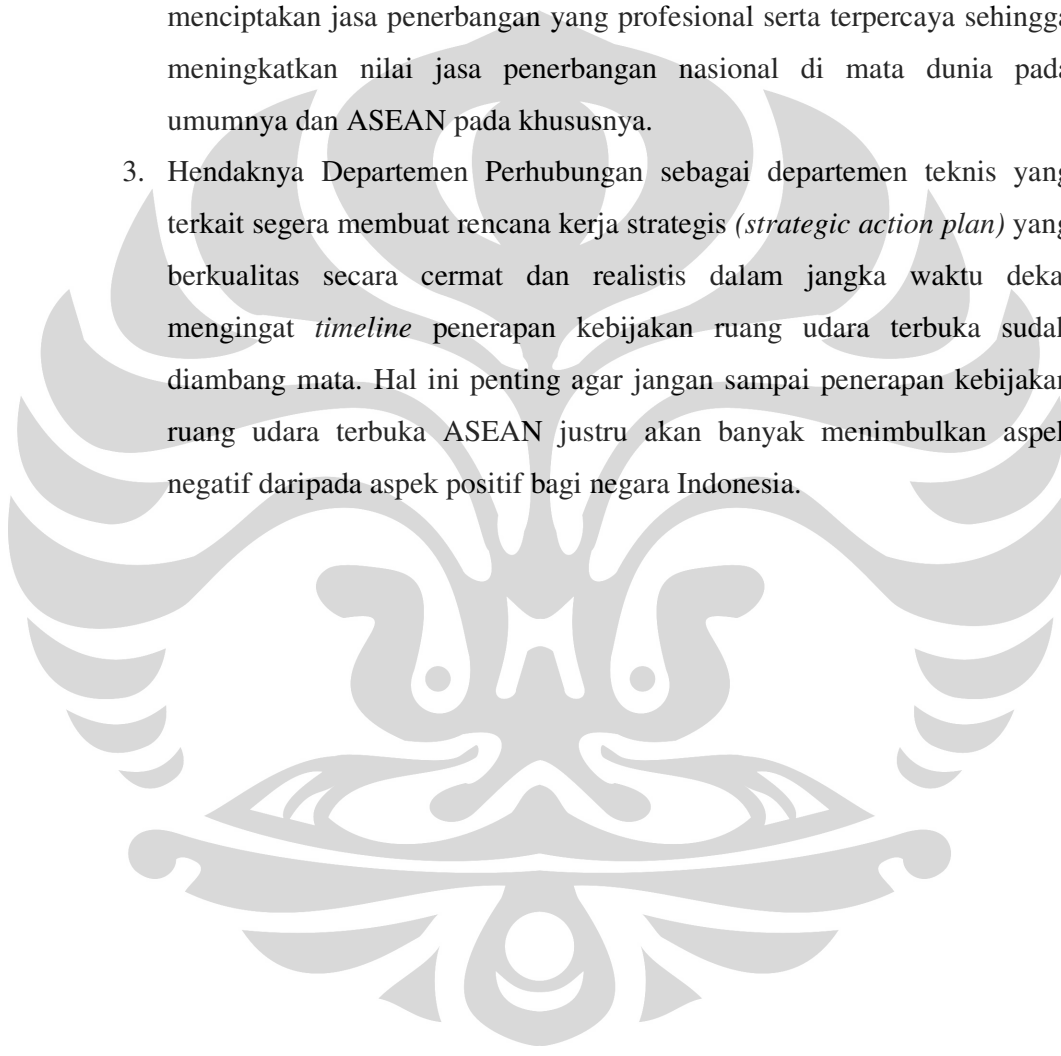 menciptakan jasa penerbangan yang profesional serta terpercaya sehingga
meningkatkan nilai jasa penerbangan nasional di mata dunia pada
umumnya dan ASEAN pada khususnya.
3. Hendaknya Departemen Perhubungan sebagai departemen teknis yang
terkait segera membuat rencana kerja strategis (strategic action plan) yang
berkualitas secara cermat dan realistis dalam jangka waktu deka
mengingat timeline penerapan kebijakan ruang udara terbuka sudah
diambang mata. Hal ini penting agar jangan sampai penerapan kebijakan
ruang udara terbuka ASEAN justru akan banyak menimbulkan aspek
negatif daripada aspek positif bagi negara Indonesia.